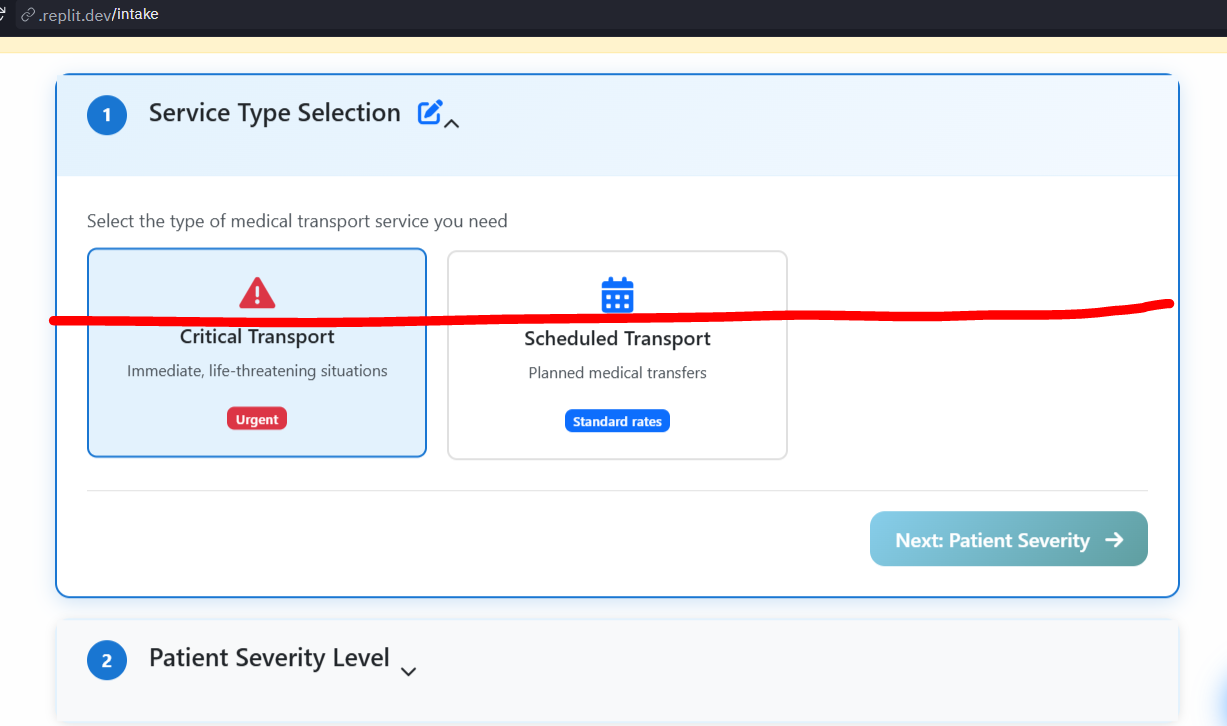 .replit.dev/intake
1 Service Type Selection
Select the type of medical transport service you need
Critical Transport
Immediate, life-threatening situations
Urgent
Scheduled Transport
Planned medical transfers
Standard rates
Next: Patient Severity
2 Patient Severity Level